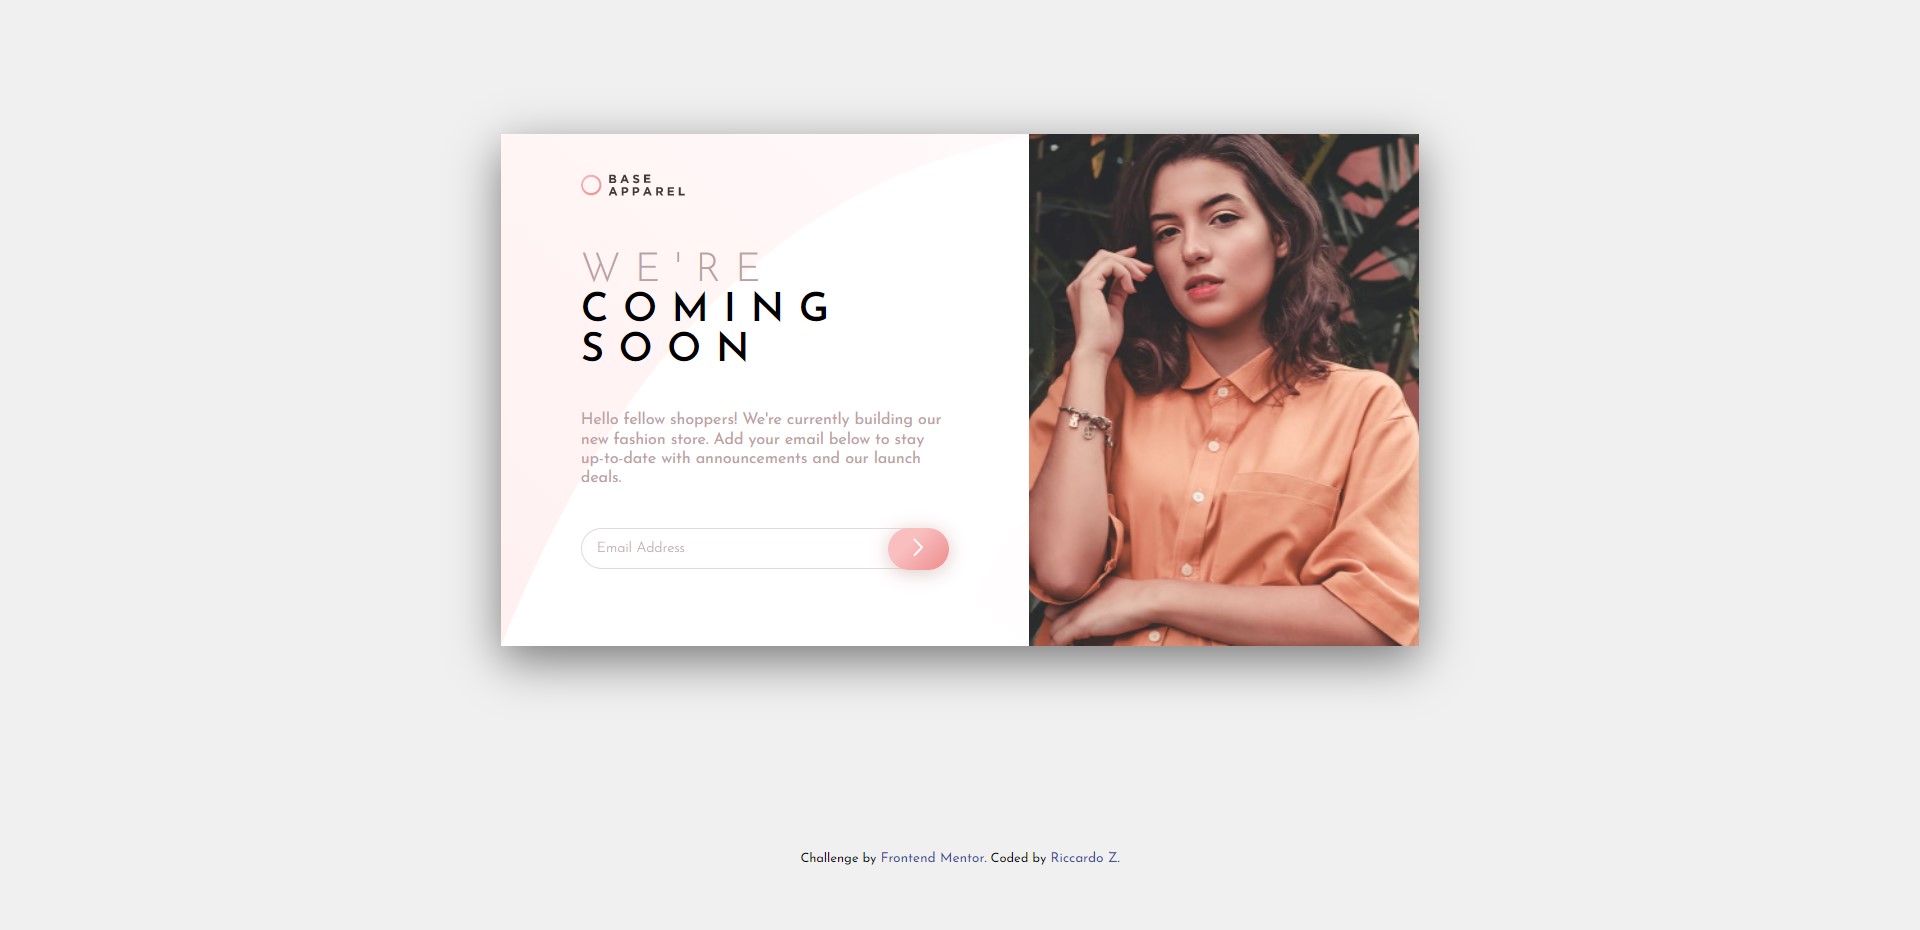 BASE
APPAREL
WE'RE
COMING
SOON
Hello fellow shoppers! We're currently building our
new fashion store. Add your email below to stay
up-to-date with announcements and our launch
deals.
Email Address
Challenge by Frontend Mentor. Coded by Riccardo Z.